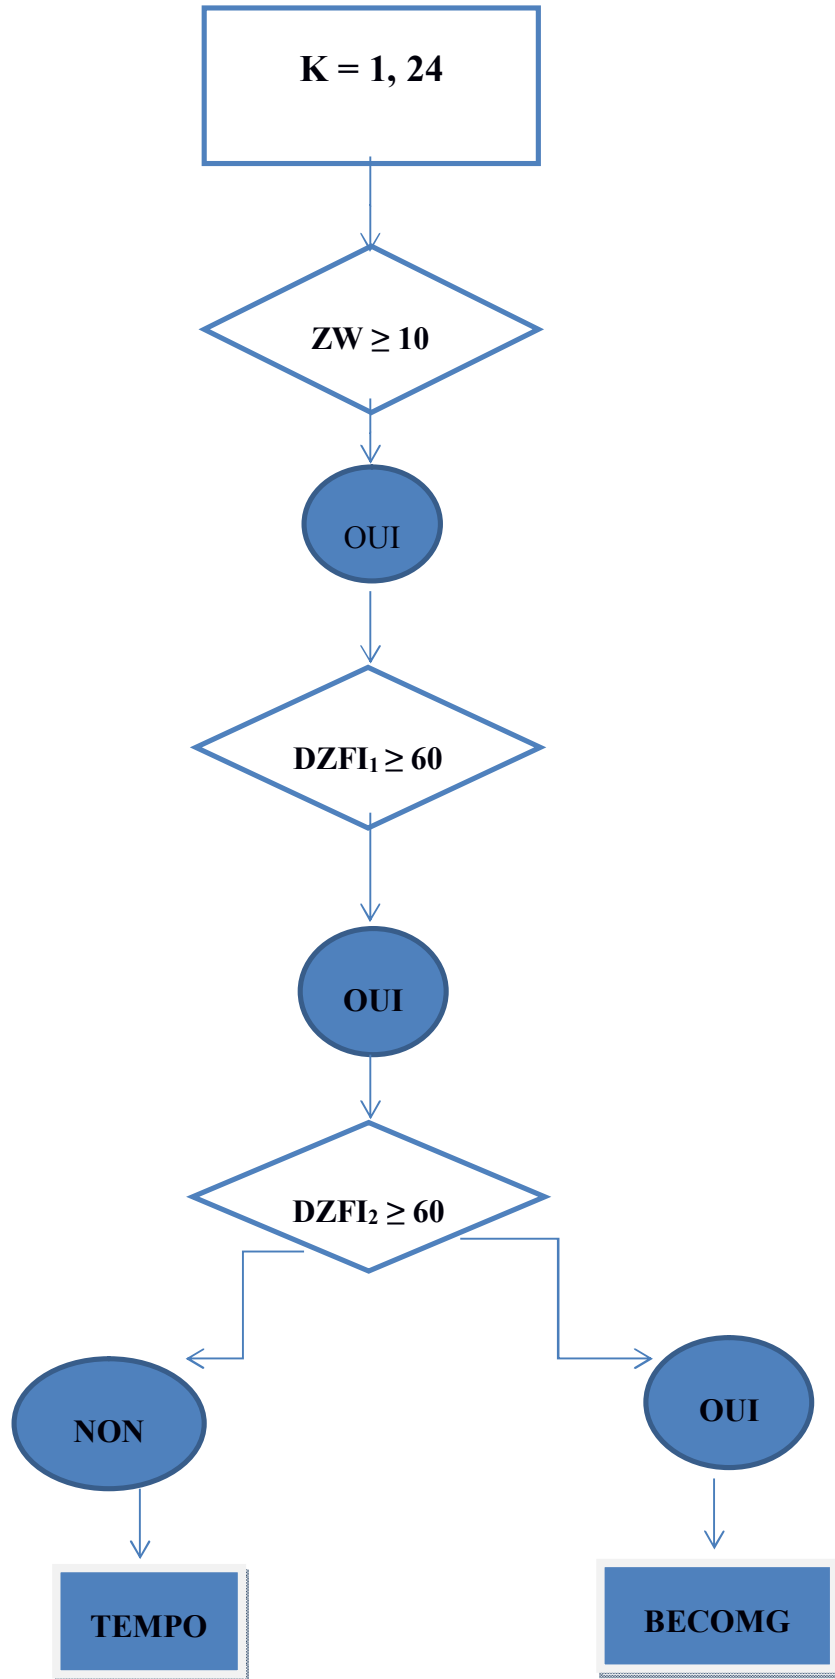 K = 1, 24
ZW ≥ 10
OUI
DZFI₁ ≥ 60
OUI
DZFI₂ ≥ 60
NON
OUI
TEMPO
BECOMG